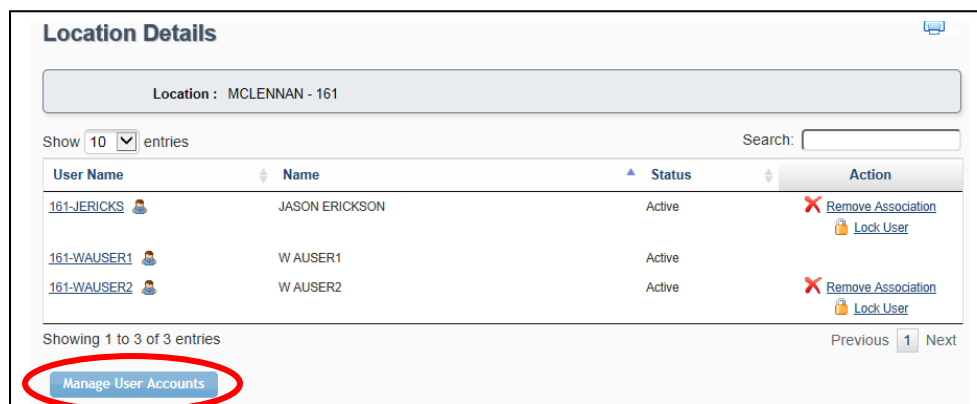 Location Details
Location : MCLENNAN - 161
Show 10 entries Search:
User Name Name Status Action
161-JERICKS JASON ERICKSON Active Remove Association
Lock User
161-WAUSER1 W AUSER1 Active
161-WAUSER2 W AUSER2 Active Remove Association
Lock User
Showing 1 to 3 of 3 entries Previous 1 Next
Manage User Accounts